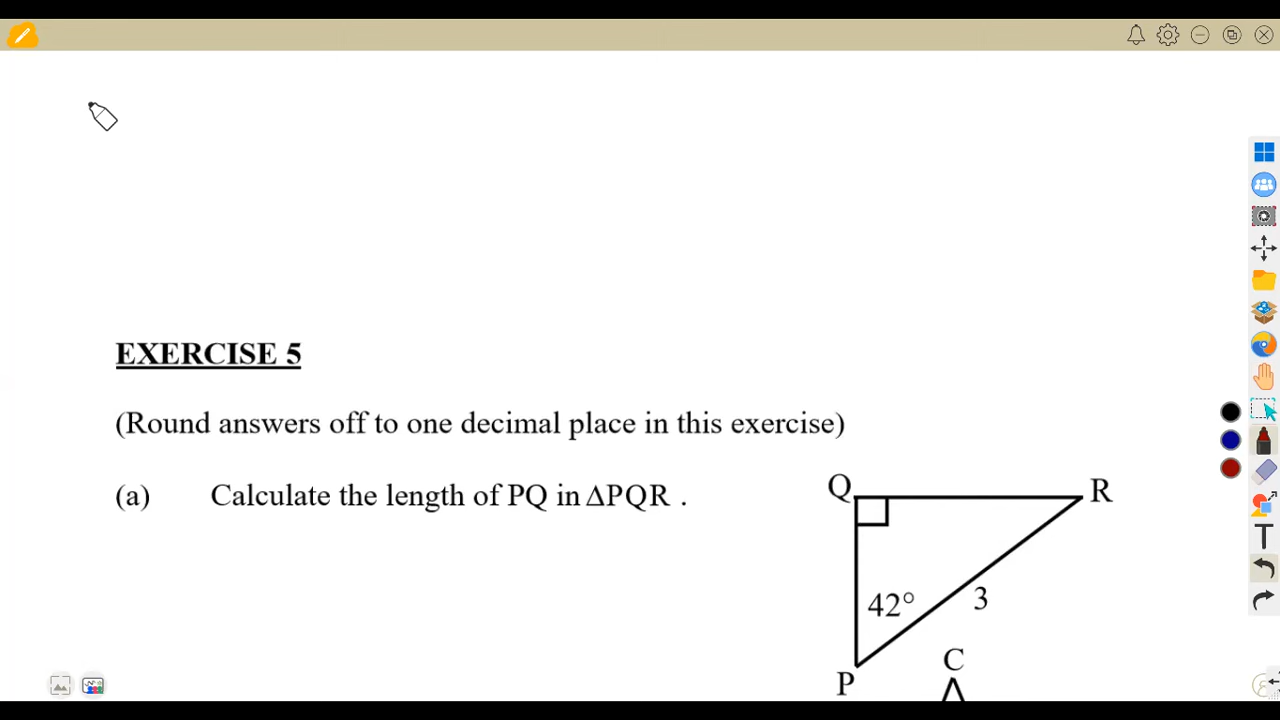 EXERCISE 5
(Round answers off to one decimal place in this exercise)
(a) Calculate the length of PQ in ΔPQR .
Q
R
42°
3
P
C
T